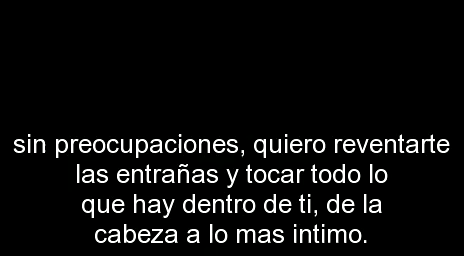 sin preocupaciones, quiero reventarte
las entrañas y tocar todo lo
que hay dentro de ti, de la
cabeza a lo mas intimo.